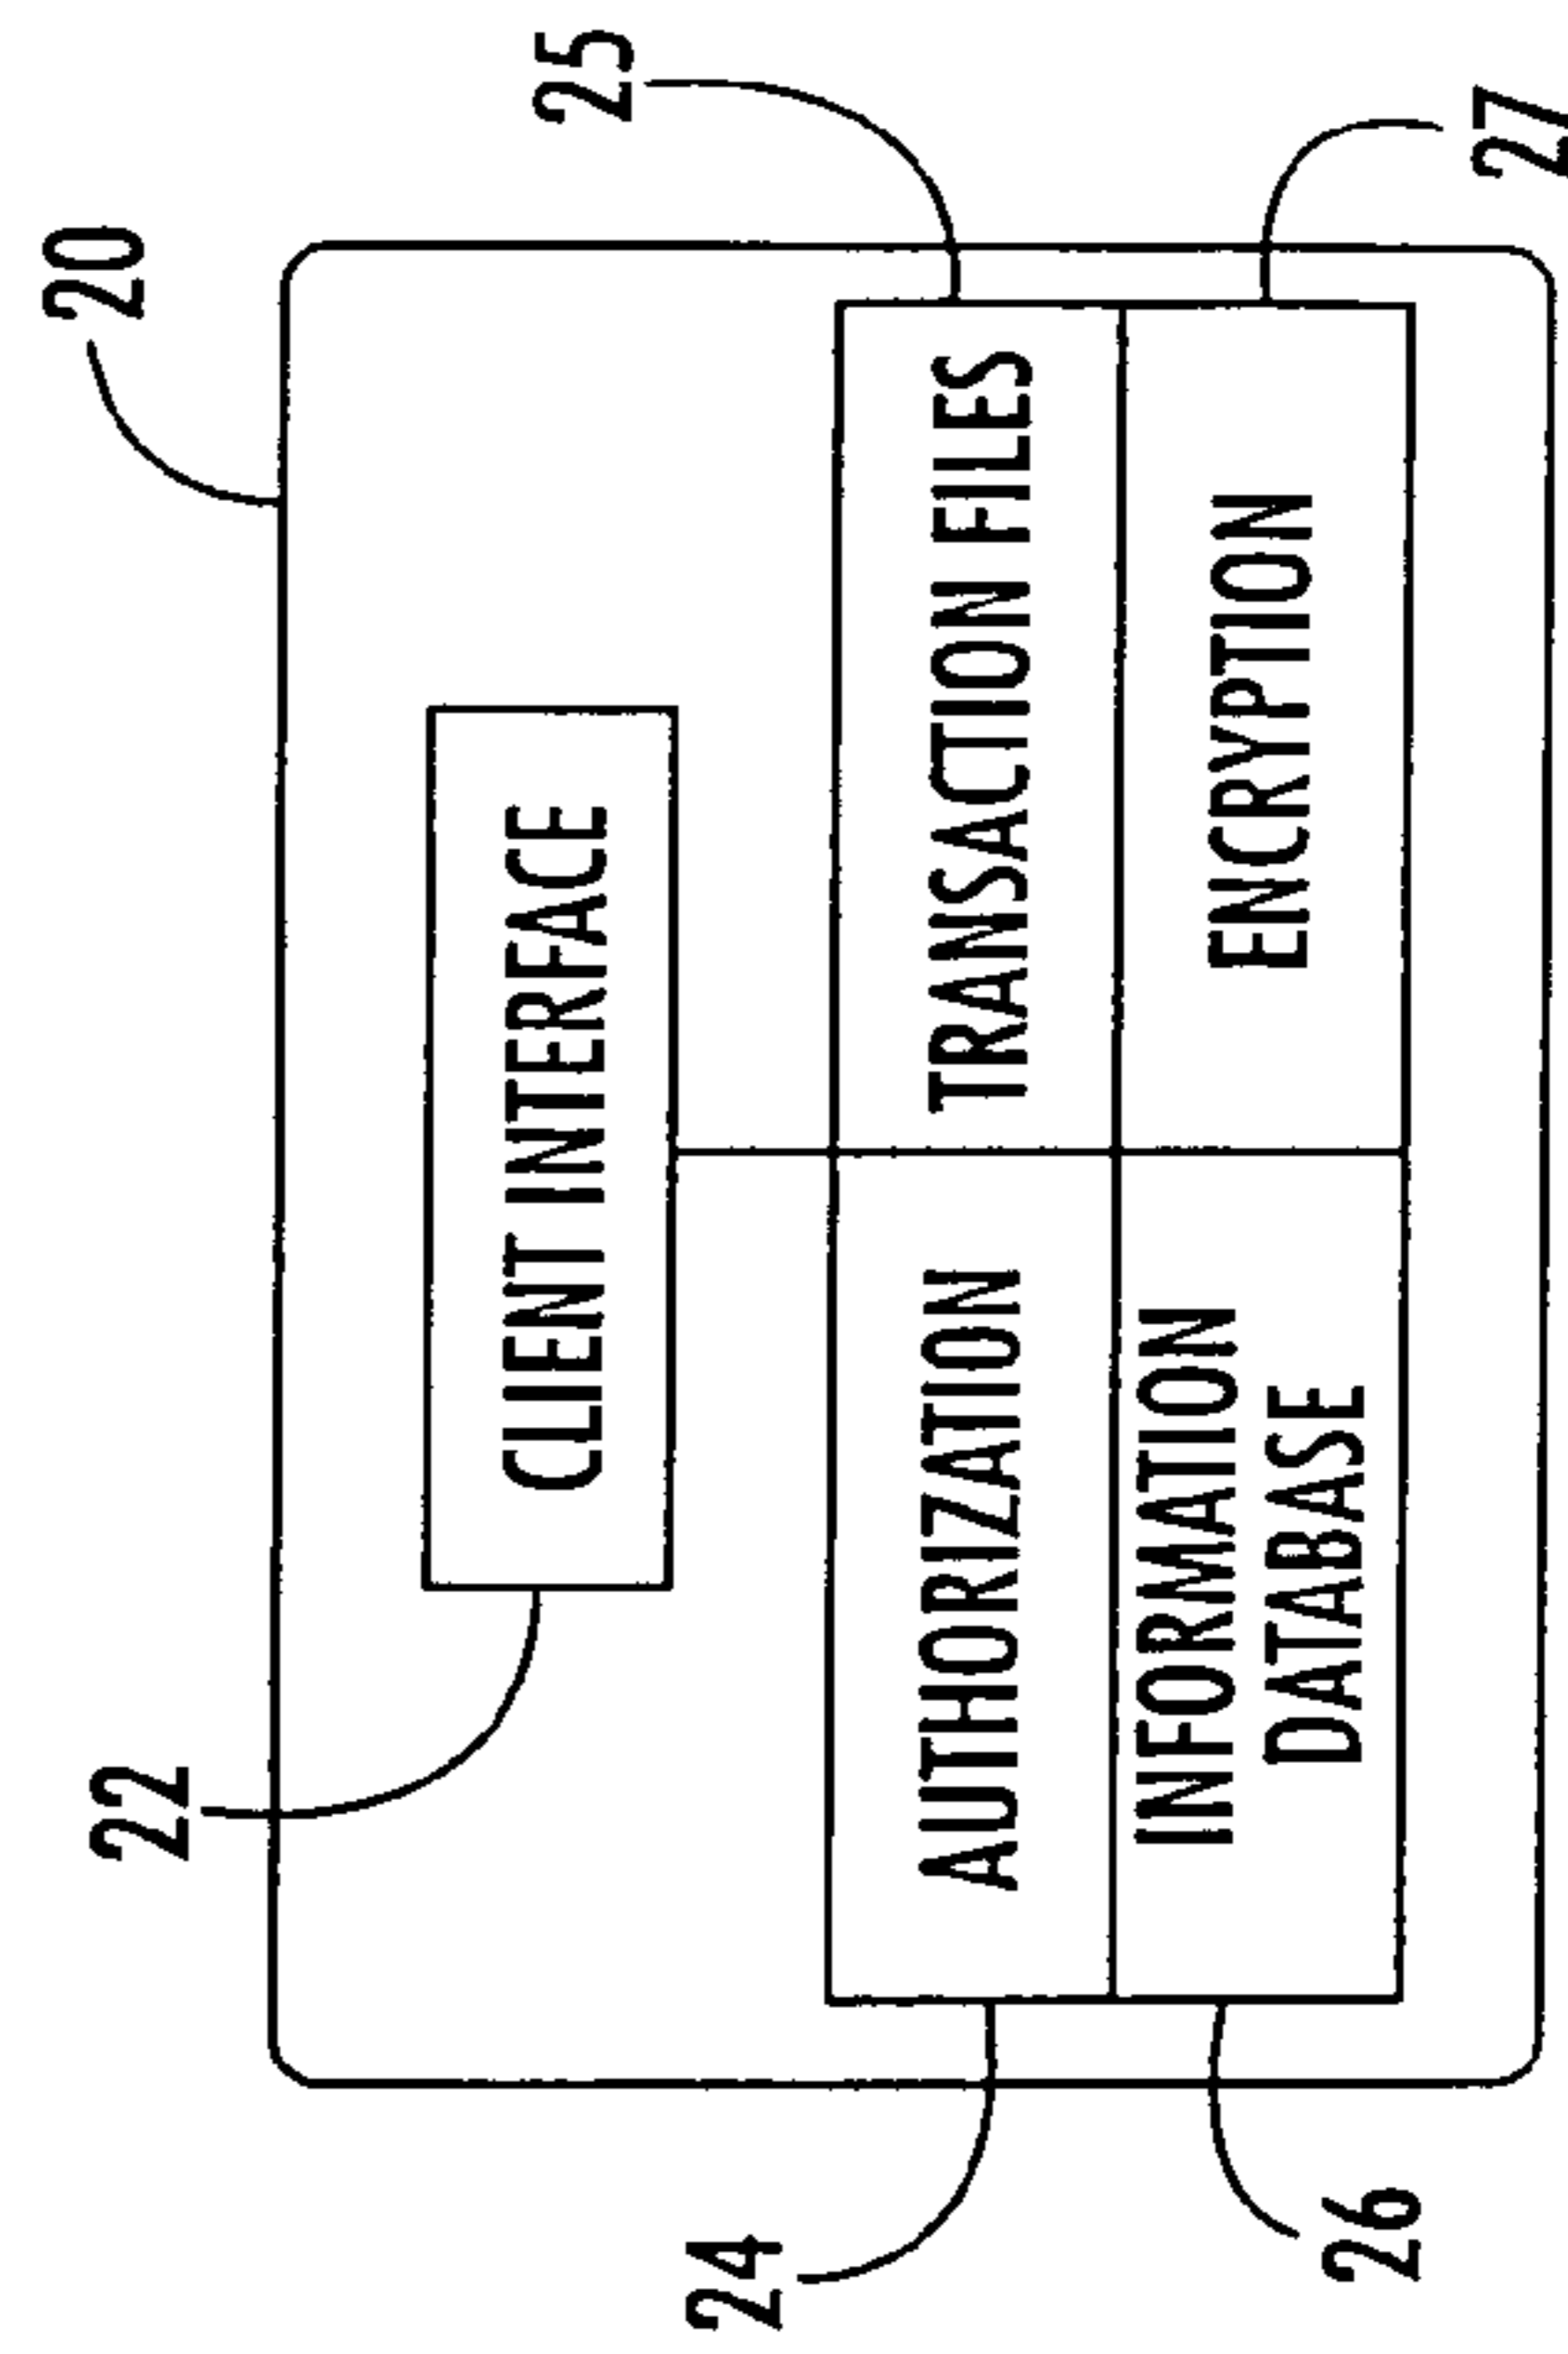 20
22
CLIENT INTERFACE
25
24
AUTHORIZATION
TRANSACTION FILES
INFORMATION
DATABASE
ENCRYPTION
26
27